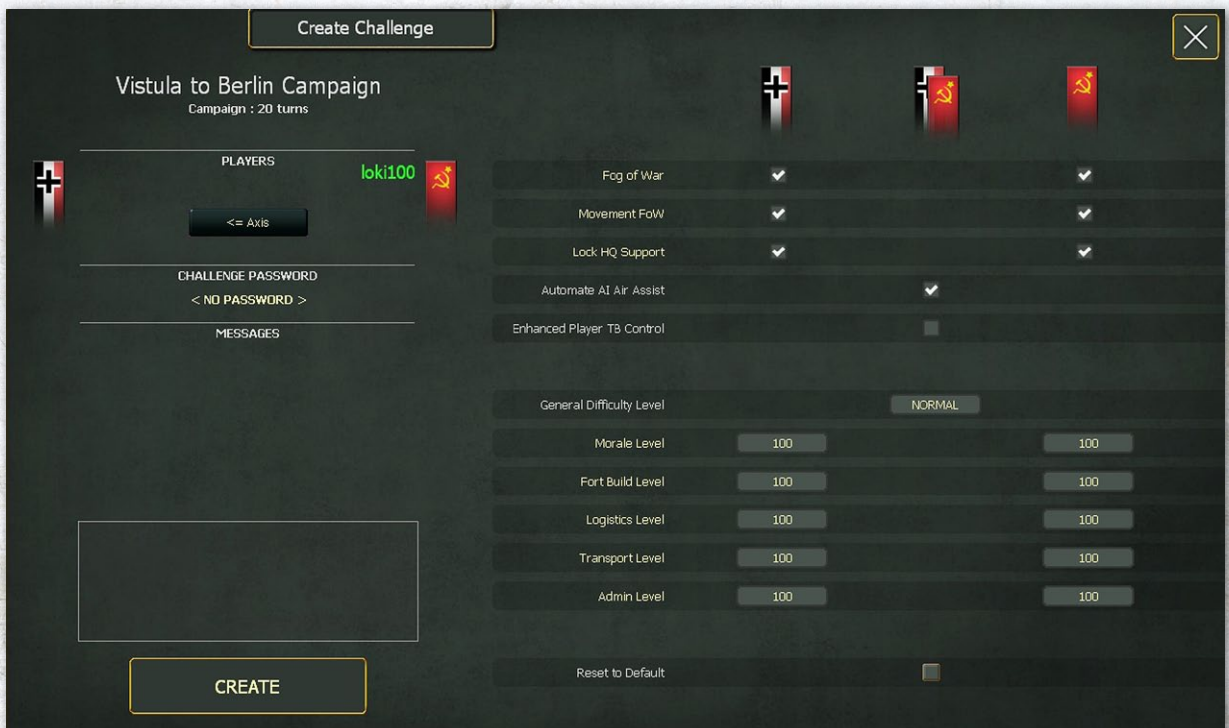 Create Challenge
Vistula to Berlin Campaign
Campaign : 20 turns
PLAYERS
loki100
<= Axis
CHALLENGE PASSWORD
< NO PASSWORD >
MESSAGES
CREATE
Fog of War
Movement FoW
Lock HQ Support
Automate AI Air Assist
Enhanced Player TB Control
General Difficulty Level NORMAL
Morale Level 100 100
Fort Build Level 100 100
Logistics Level 100 100
Transport Level 100 100
Admin Level 100 100
Reset to Default